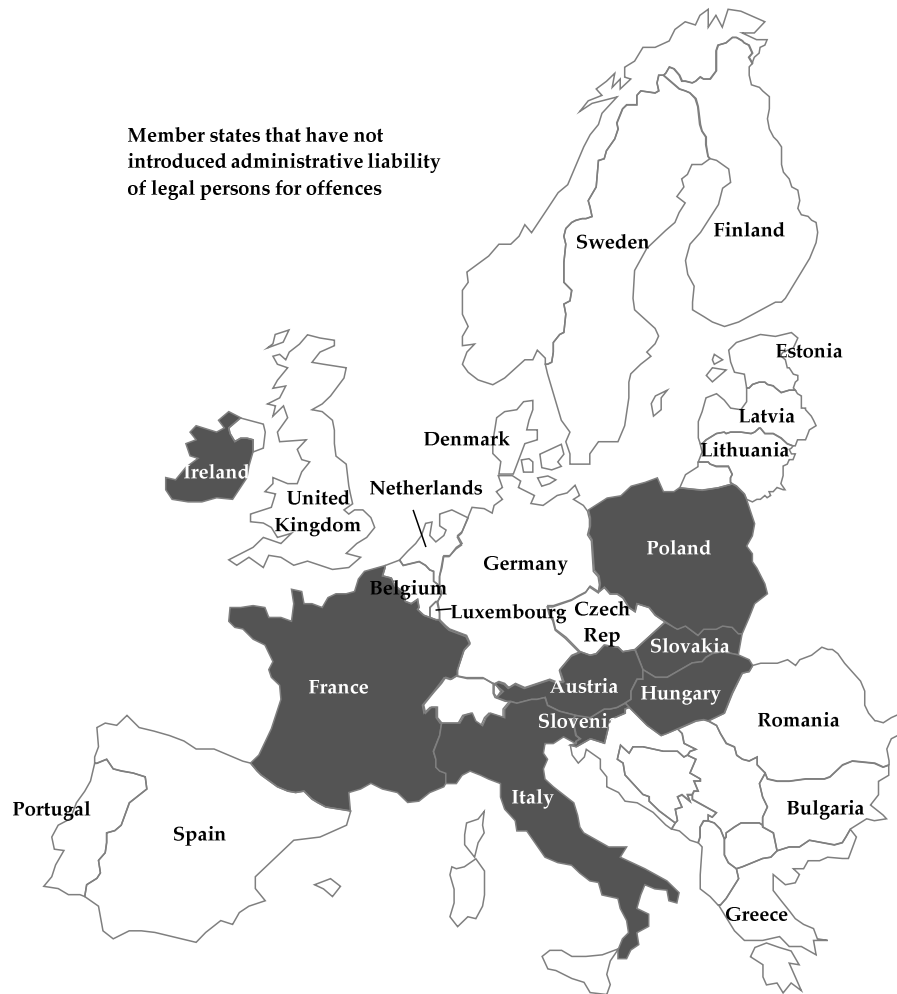 Member states that have not
introduced administrative liability
of legal persons for offences
Sweden
Finland
Estonia
Latvia
Lithuania
Denmark
Ireland
Netherlands
United
Kingdom
Poland
Germany
Belgium
Luxembourg
Czech
Rep
Slovakia
France
Austria
Hungary
Slovenia
Romania
Italy
Portugal
Bulgaria
Spain
Greece